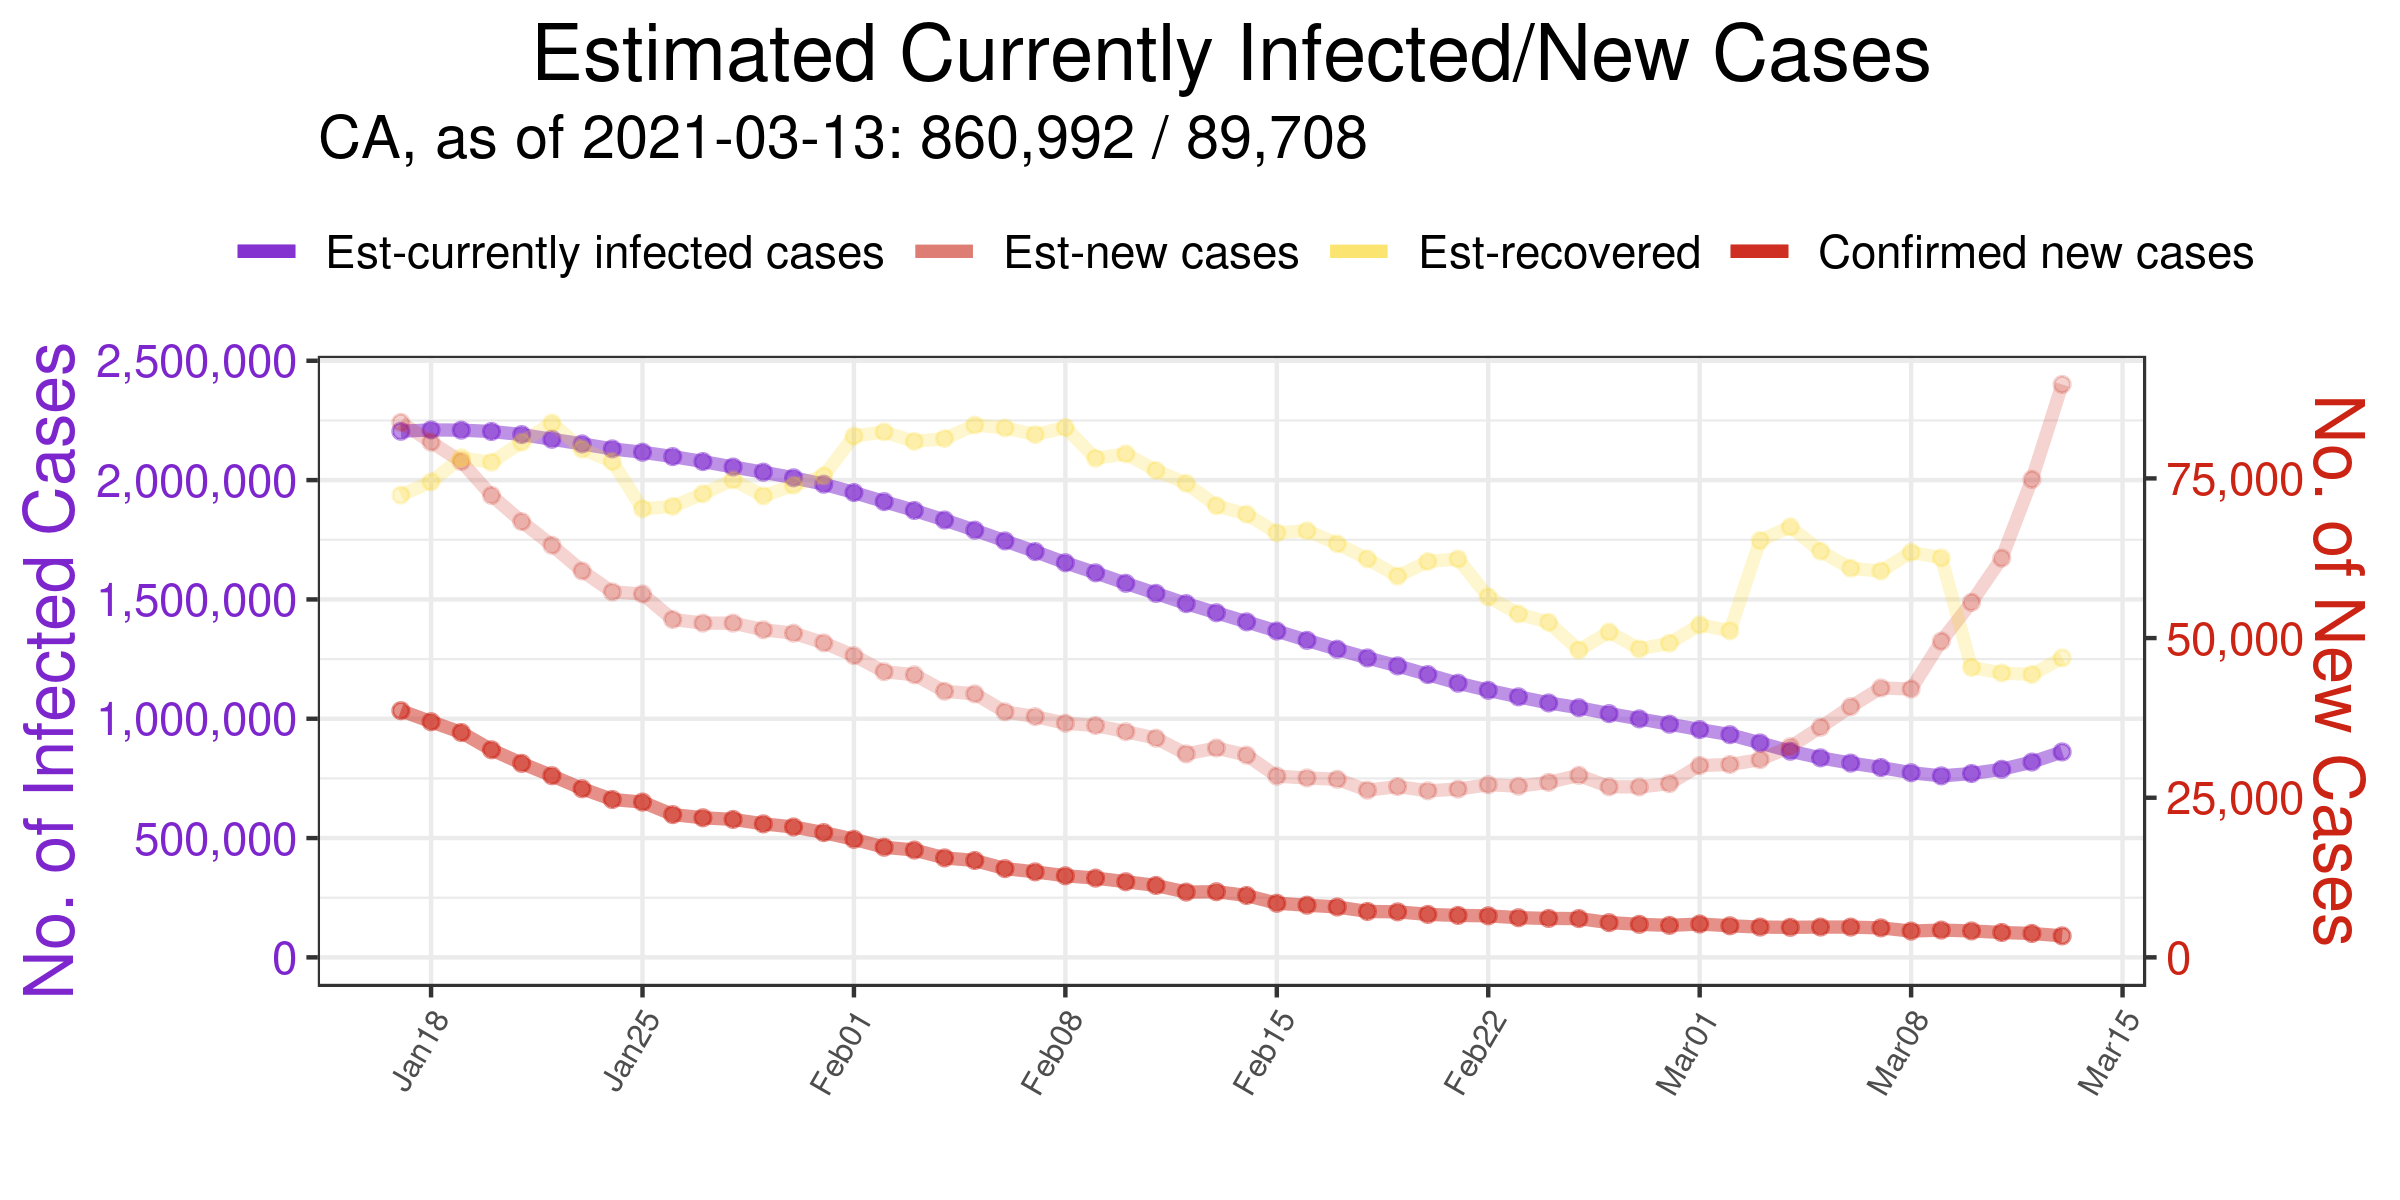 Estimated Currently Infected/New Cases
CA, as of 2021-03-13: 860,992 / 89,708
Est-currently infected cases Est-new cases Est-recovered Confirmed new cases
No. of Infected Cases
2,500,000
2,000,000
1,500,000
1,000,000
500,000
0
75,000
50,000
25,000
0
No. of New Cases
Jan18 Jan25 Feb01 Feb08 Feb15 Feb22 Mar01 Mar08 Mar15